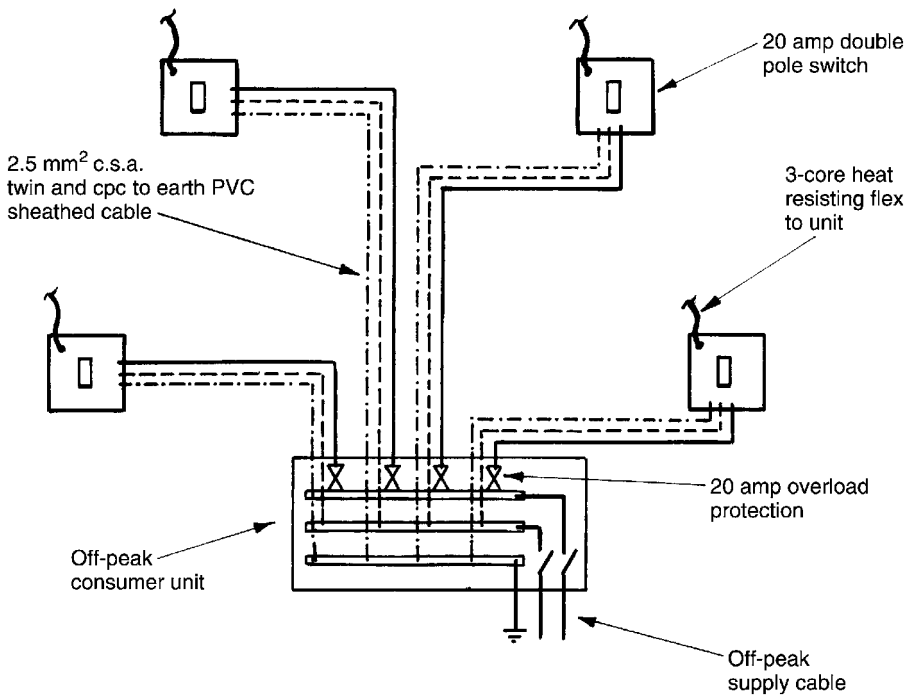 20 amp double
pole switch
2.5 mm² c.s.a.
twin and cpc to earth PVC
sheathed cable
3-core heat
resisting flex
to unit
20 amp overload
protection
Off-peak
consumer unit
Off-peak
supply cable